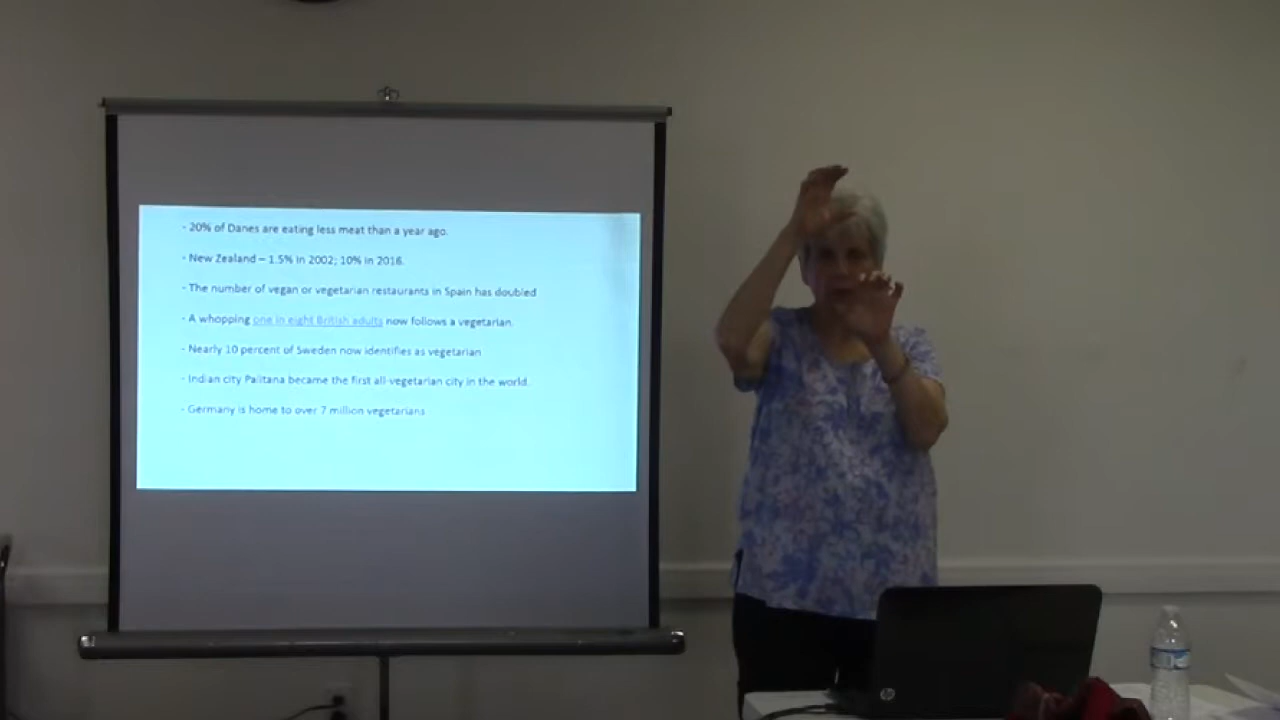 - 20% of Danes are eating less meat than a year ago.
- New Zealand – 1.5% in 2002; 10% in 2016.
- The number of vegan or vegetarian restaurants in Spain has doubled
- A whopping one in eight British adults now follows a vegetarian.
- Nearly 10 percent of Sweden now identifies as vegetarian
- Indian city Palitana became the first all-vegetarian city in the world.
- Germany is home to over 7 million vegetarians
hp